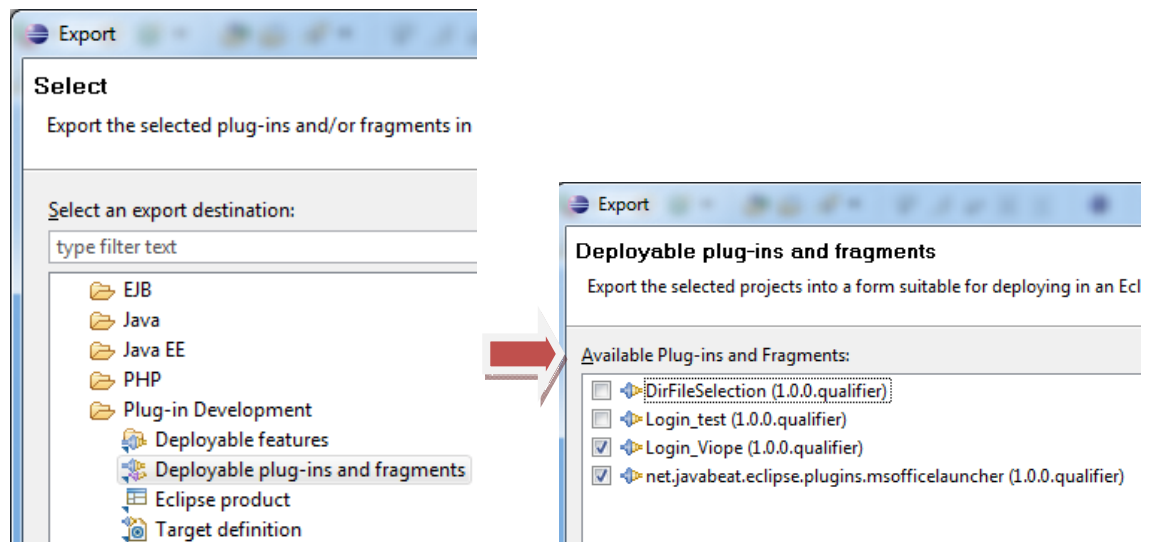 Export
Select
Export the selected plug-ins and/or fragments in
Select an export destination:
type filter text
EJB
Java
Java EE
PHP
Plug-in Development
Deployable features
Deployable plug-ins and fragments
Eclipse product
Target definition
Export
Deployable plug-ins and fragments
Export the selected projects into a form suitable for deploying in an Ecl
Available Plug-ins and Fragments:
DirFileSelection (1.0.0.qualifier)
Login_test (1.0.0.qualifier)
Login_Viope (1.0.0.qualifier)
net.javabeat.eclipse.plugins.msofficelauncher (1.0.0.qualifier)